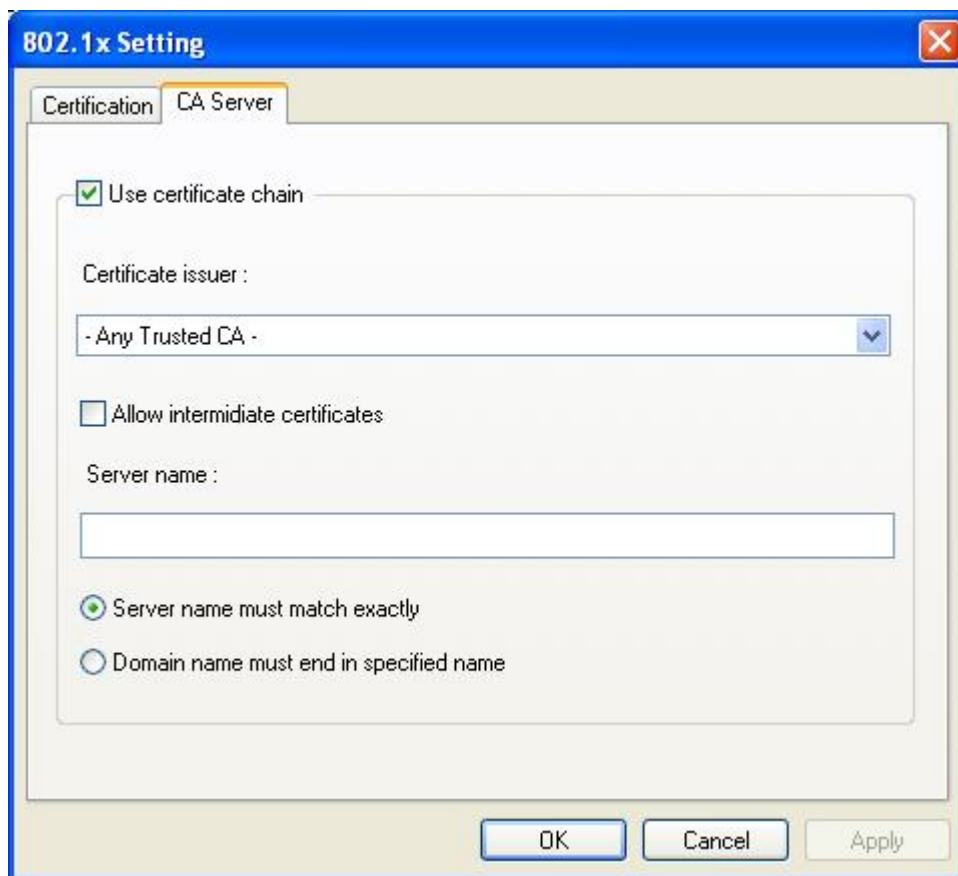 802.1x Setting
Certification
CA Server
Use certificate chain
Certificate issuer :
- Any Trusted CA -
Allow intermidiate certificates
Server name :
Server name must match exactly
Domain name must end in specified name
OK
Cancel
Apply